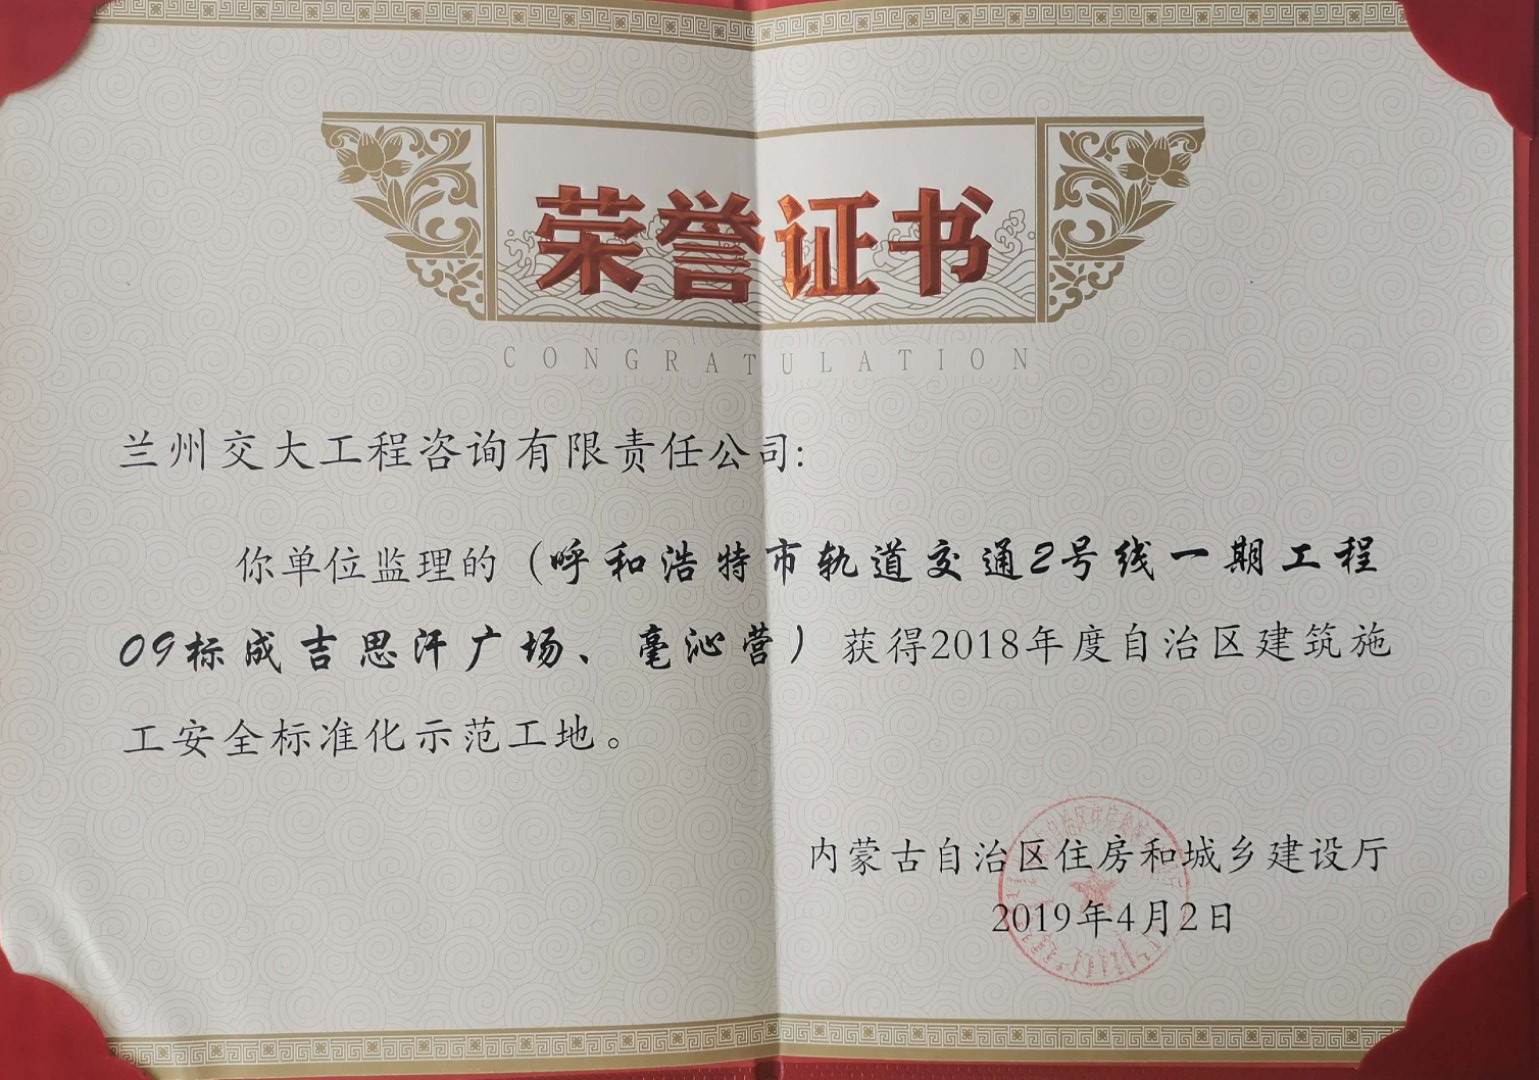 荣誉证书
CONGRATULATION
兰州交大工程咨询有限责任公司:
你单位监理的（呼和浩特市轨道交通2号线一期工程
09标成吉思汗广场、毫沁营）获得2018年度自治区建筑施
工安全标准化示范工地。
内蒙古自治区住房和城乡建设厅
2019年4月2日